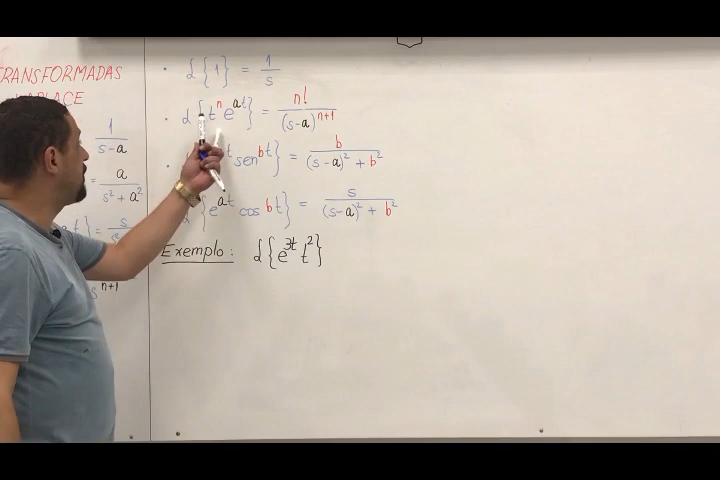 TRANSFORMADAS
LAPLACE
1/(s-a)
= a/(s²+a²)
t} = s/
s^(n+1)
· ℒ{1} = 1/s
· ℒ{t^n e^(at)} = n!/(s-a)^(n+1)
· t sen bt} = b/((s-a)²+b²)
{e^(at) cos bt} = s/((s-a)²+b²)
Exemplo: ℒ{e^(3t) t²}